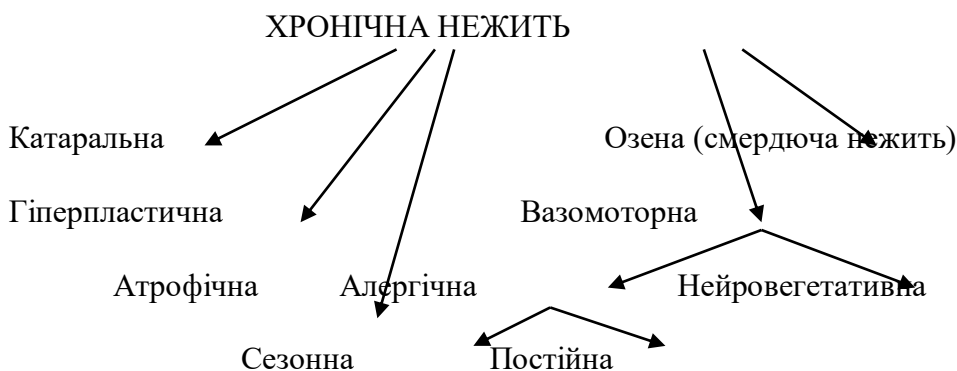 ХРОНІЧНА НЕЖИТЬ
Катаральна Озена (смердюча нежить)
Гіперпластична Вазомоторна
Атрофічна Алергічна Нейровегетативна
Сезонна Постійна